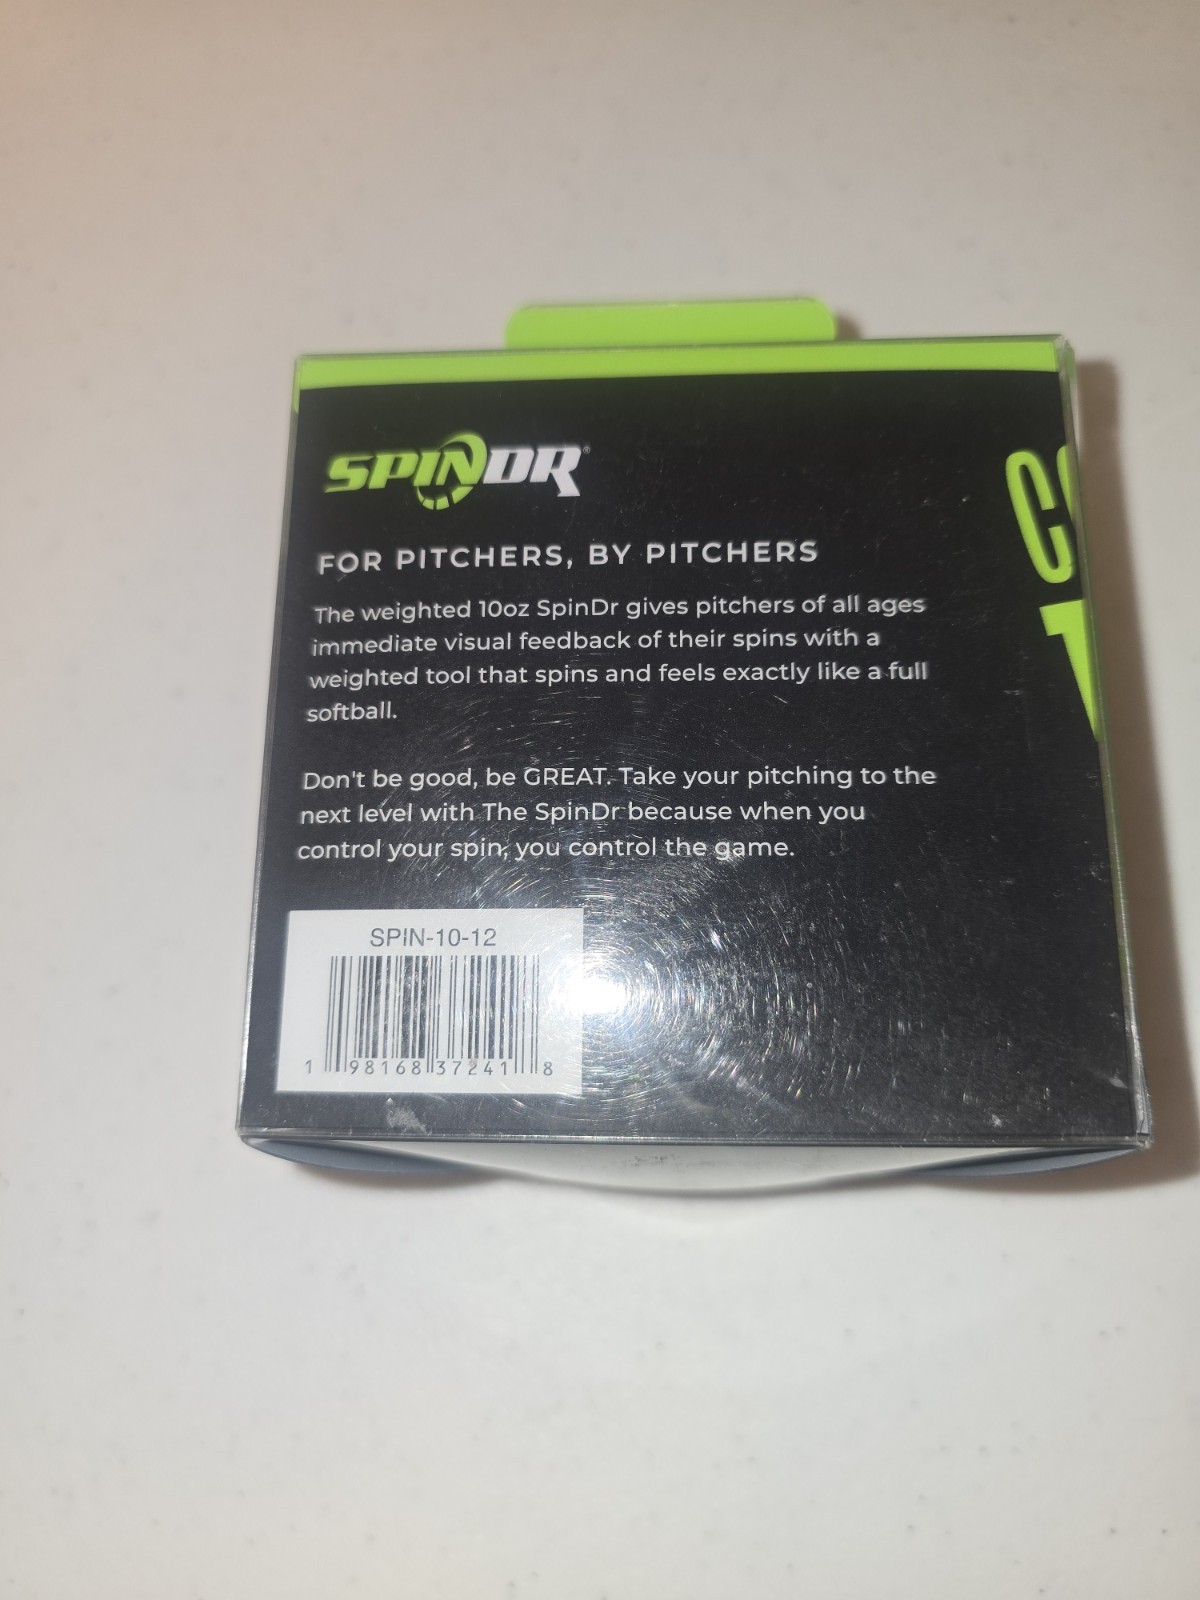 SPINDR®
FOR PITCHERS, BY PITCHERS
The weighted 10oz SpinDr gives pitchers of all ages
immediate visual feedback of their spins with a
weighted tool that spins and feels exactly like a full
softball.
Don't be good, be GREAT. Take your pitching to the
next level with The SpinDr because when you
control your spin, you control the game.
SPIN-10-12
1 98168 37241 8